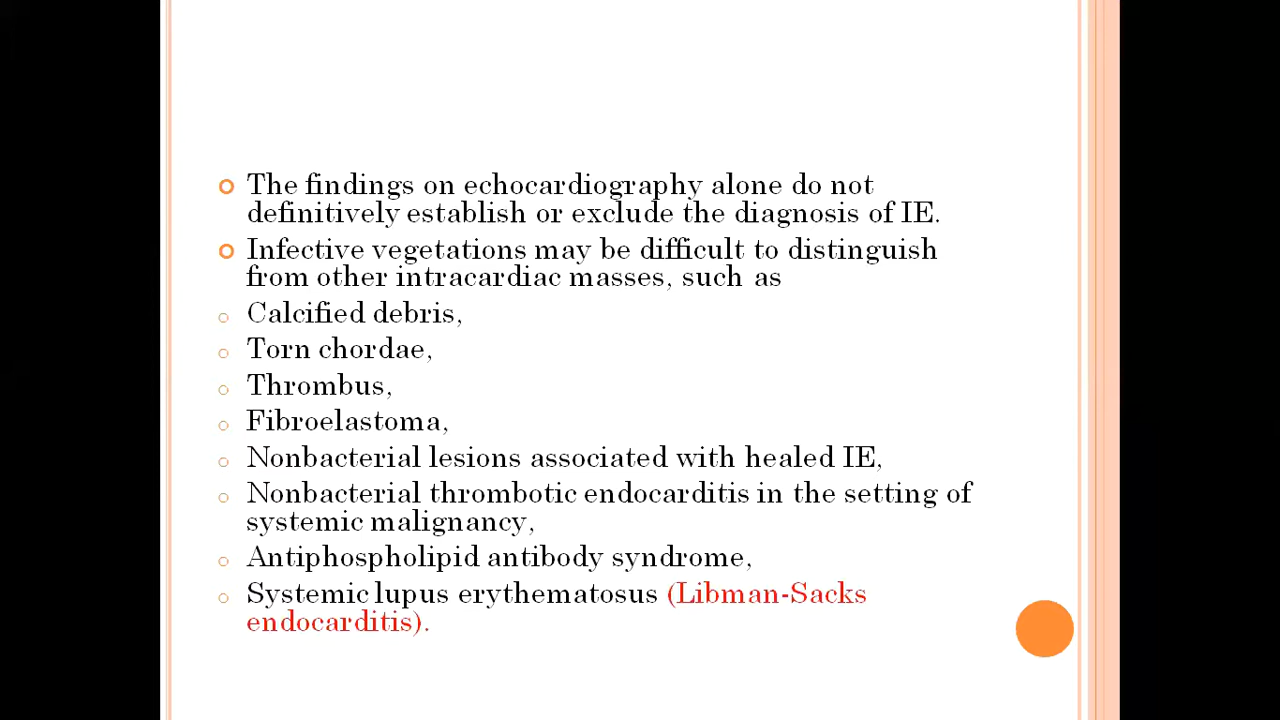 The findings on echocardiography alone do not
definitively establish or exclude the diagnosis of IE.
Infective vegetations may be difficult to distinguish
from other intracardiac masses, such as
Calcified debris,
Torn chordae,
Thrombus,
Fibroelastoma,
Nonbacterial lesions associated with healed IE,
Nonbacterial thrombotic endocarditis in the setting of
systemic malignancy,
Antiphospholipid antibody syndrome,
Systemic lupus erythematosus (Libman-Sacks
endocarditis).